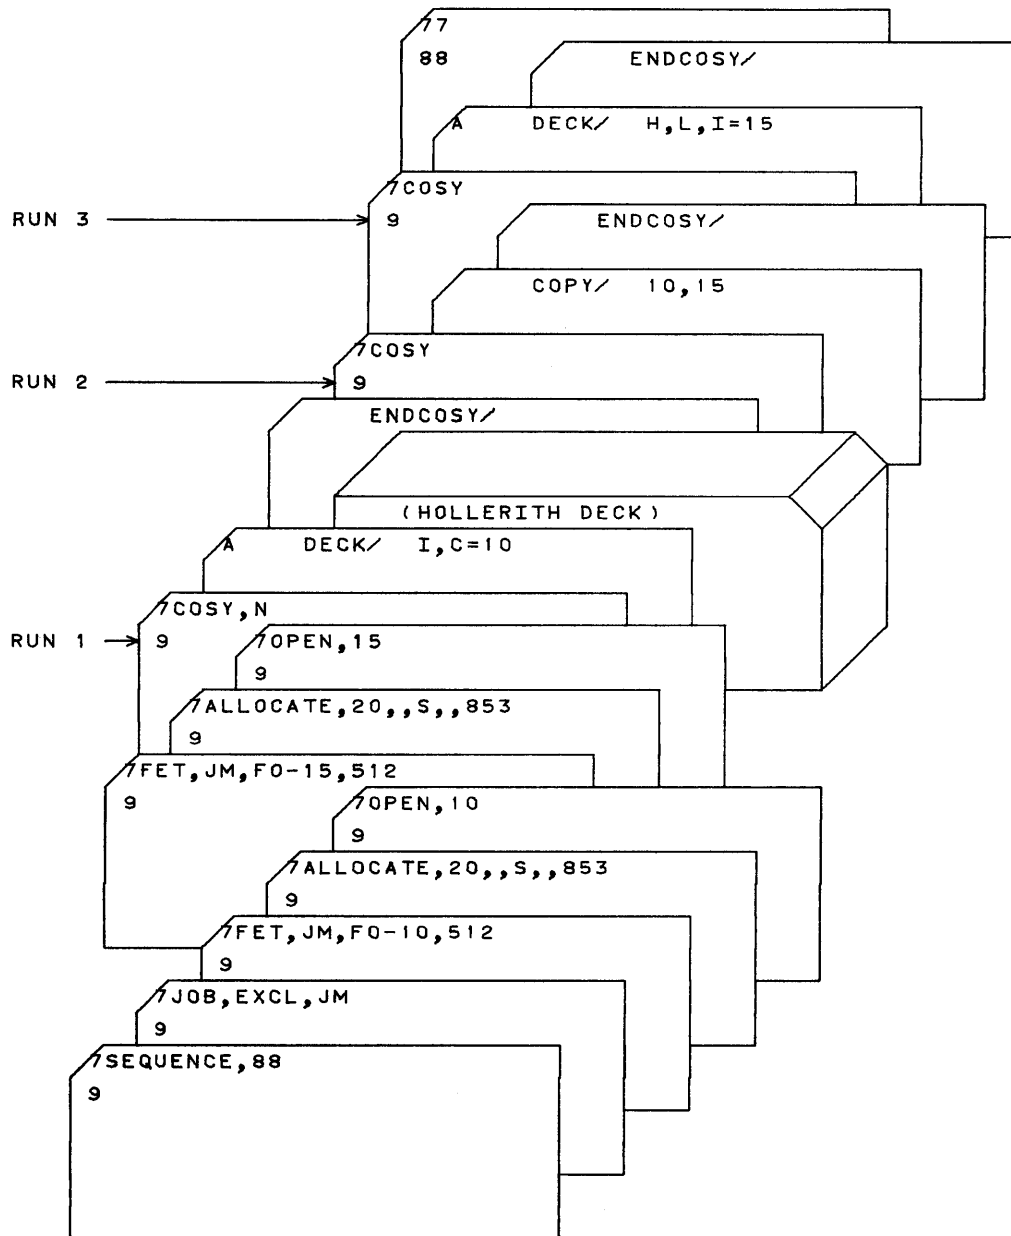 77
88
ENDCOSY/
A DECK/ H,L,I=15
7COSY
RUN 3 9
ENDCOSY/
COPY/ 10,15
7COSY
RUN 2 9
ENDCOSY/
(HOLLERITH DECK)
A DECK/ I,C=10
7COSY,N
RUN 1 9
7OPEN,15
9
7ALLOCATE,20,,S,,853
9
7FET,JM,FO-15,512
9
7OPEN,10
9
7ALLOCATE,20,,S,,853
9
7FET,JM,FO-10,512
9
7JOB,EXCL,JM
9
7SEQUENCE,88
9